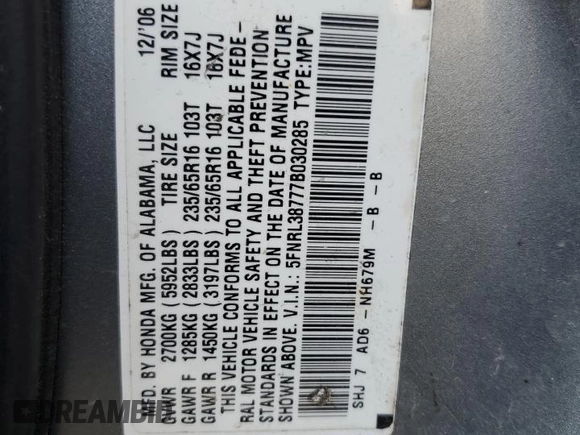 MFD. BY HONDA MFG. OF ALABAMA, LLC 12/'06
GVWR 2700KG (5952LBS) TIRE SIZE RIM SIZE
GAWR F 1285KG (2833LBS) 235/65R16 103T 16X7J
GAWR R 1450KG (3197LBS) 235/65R16 103T 16X7J
THIS VEHICLE CONFORMS TO ALL APPLICABLE FEDE-
RAL MOTOR VEHICLE SAFETY AND THEFT PREVENTION
STANDARDS IN EFFECT ON THE DATE OF MANUFACTURE
SHOWN ABOVE. V.I.N.: 5FNRL38777B030285 TYPE:MPV
SHJ 7 AD6 -NH679M -B -B
DREAMBID